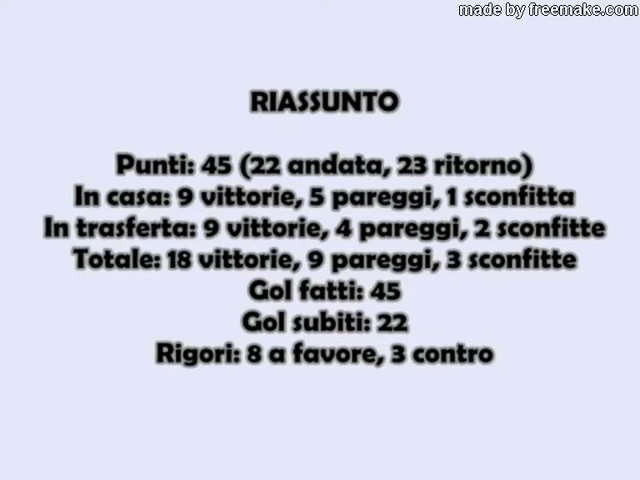 made by freemake.com
RIASSUNTO
Punti: 45 (22 andata, 23 ritorno)
In casa: 9 vittorie, 5 pareggi, 1 sconfitta
In trasferta: 9 vittorie, 4 pareggi, 2 sconfitte
Totale: 18 vittorie, 9 pareggi, 3 sconfitte
Gol fatti: 45
Gol subiti: 22
Rigori: 8 a favore, 3 contro